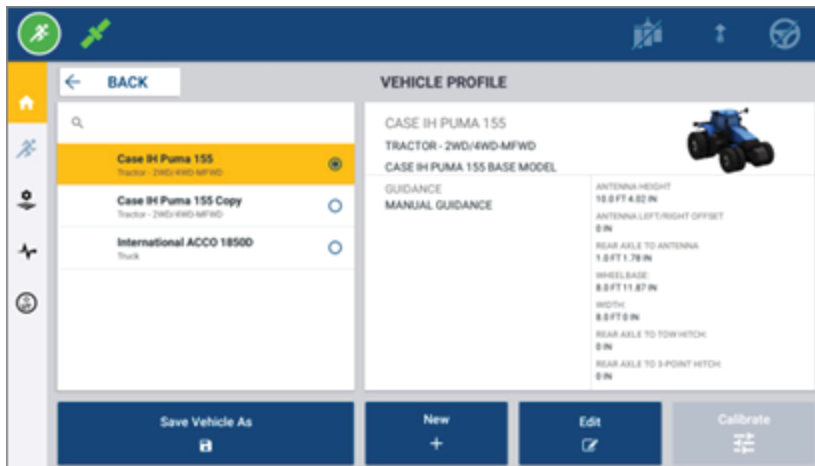 BACK
VEHICLE PROFILE
Case IH Puma 155
Tractor - 2WD/4WD-MFWD
Case IH Puma 155 Copy
Tractor - 2WD/4WD-MFWD
International ACCO 1850D
Truck
CASE IH PUMA 155
TRACTOR - 2WD/4WD-MFWD
CASE IH PUMA 155 BASE MODEL
GUIDANCE
MANUAL GUIDANCE
ANTENNA HEIGHT
10.0 FT 4.02 IN
ANTENNA LEFT/RIGHT OFFSET
0 IN
REAR AXLE TO ANTENNA
1.0 FT 1.78 IN
WHEELBASE:
8.0 FT 11.87 IN
WIDTH:
8.0 FT 0 IN
REAR AXLE TO TOW HITCH:
0 IN
REAR AXLE TO 3-POINT HITCH:
0 IN
Save Vehicle As
New
Edit
Calibrate